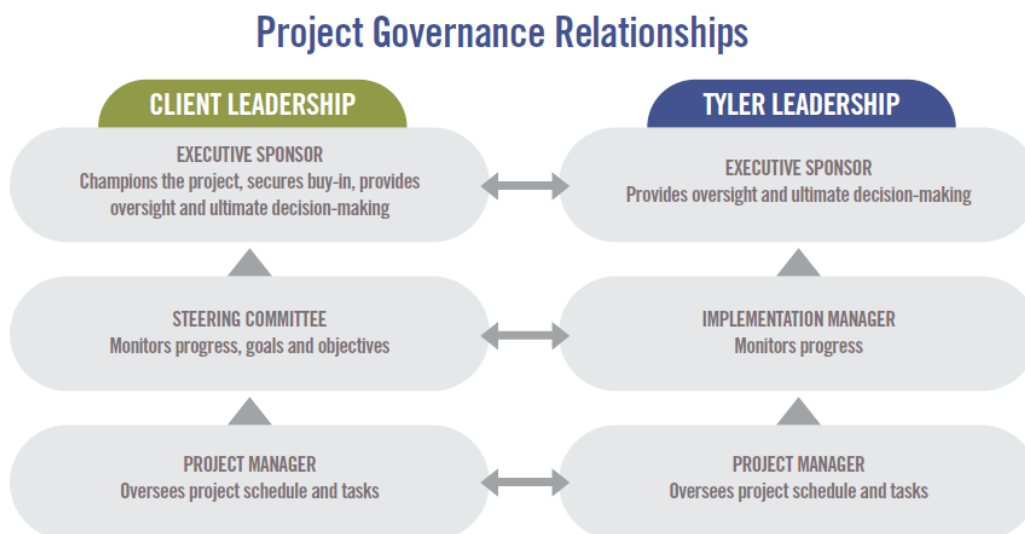 Project Governance Relationships
CLIENT LEADERSHIP
EXECUTIVE SPONSOR
Champions the project, secures buy-in, provides
oversight and ultimate decision-making
STEERING COMMITTEE
Monitors progress, goals and objectives
PROJECT MANAGER
Oversees project schedule and tasks
TYLER LEADERSHIP
EXECUTIVE SPONSOR
Provides oversight and ultimate decision-making
IMPLEMENTATION MANAGER
Monitors progress
PROJECT MANAGER
Oversees project schedule and tasks